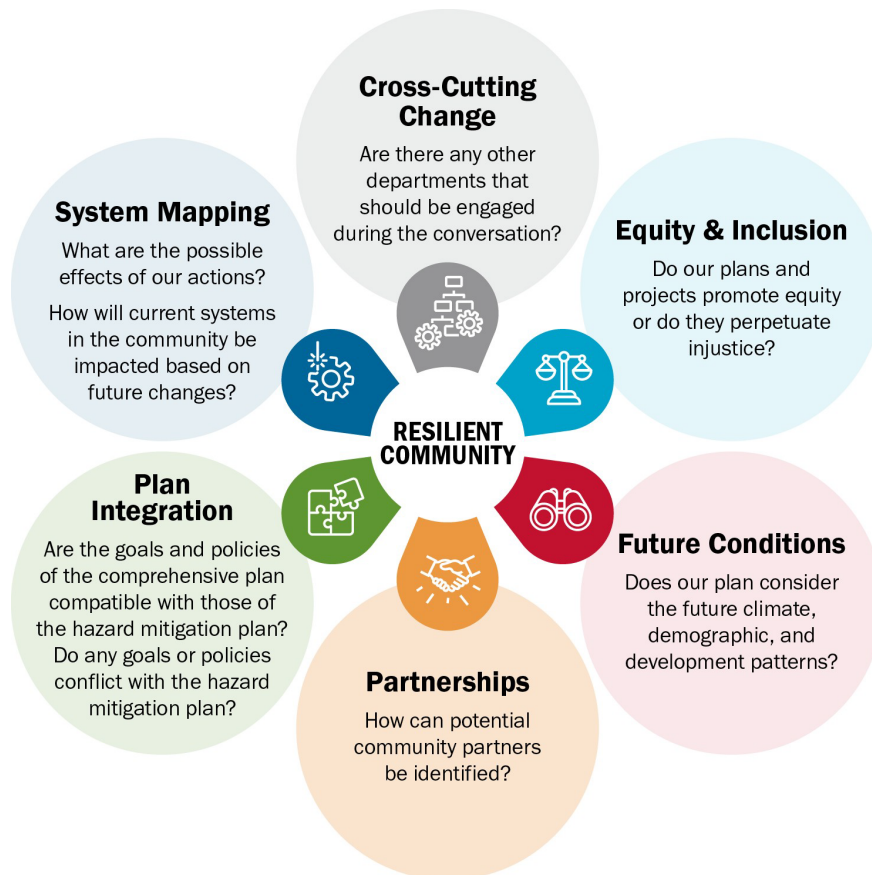 Cross-Cutting
Change
Are there any other
departments that
should be engaged
during the conversation?
System Mapping
What are the possible
effects of our actions?
How will current systems
in the community be
impacted based on
future changes?
Equity & Inclusion
Do our plans and
projects promote equity
or do they perpetuate
injustice?
RESILIENT
COMMUNITY
Plan
Integration
Are the goals and policies
of the comprehensive plan
compatible with those of
the hazard mitigation plan?
Do any goals or policies
conflict with the hazard
mitigation plan?
Future Conditions
Does our plan consider
the future climate,
demographic, and
development patterns?
Partnerships
How can potential
community partners
be identified?